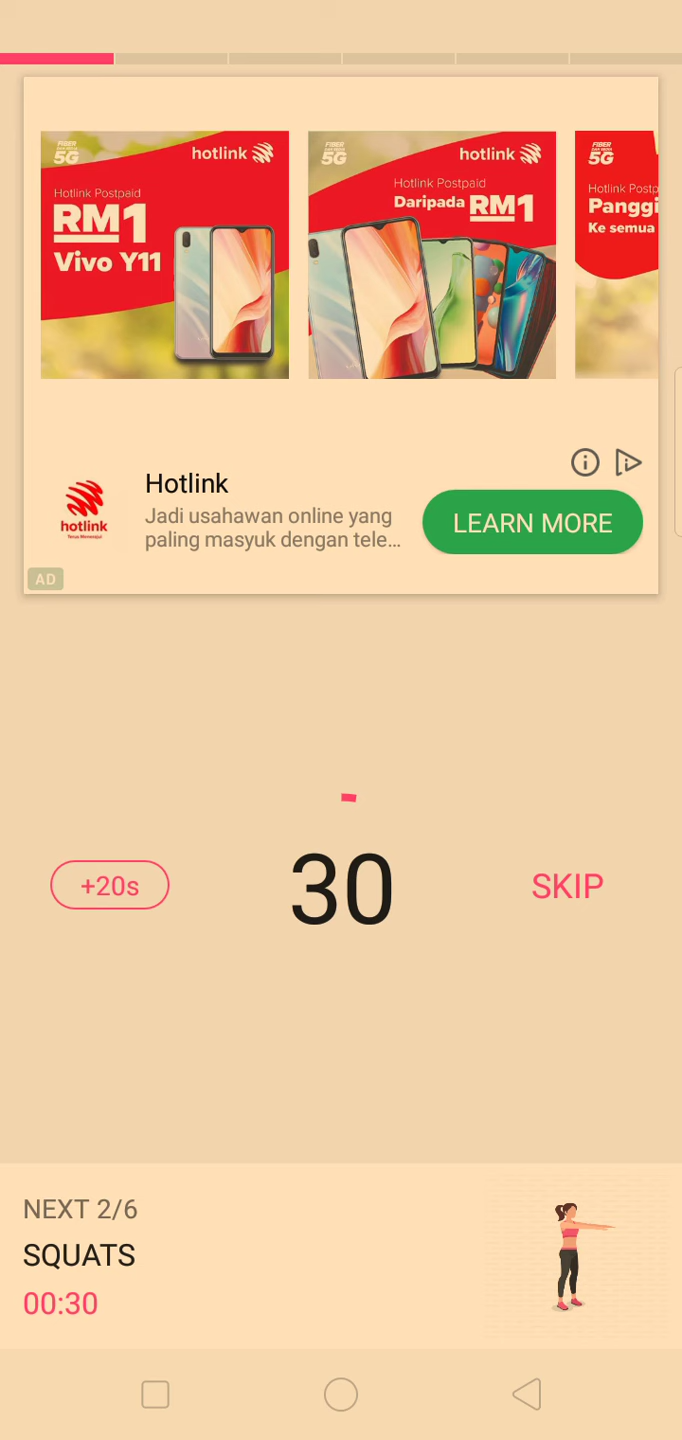 FIBER
5G
hotlink
Hotlink Postpaid
RM1
Vivo Y11
FIBER
5G
hotlink
Hotlink Postpaid
Daripada RM1
FIBER
5G
Hotlink
Panggi
Ke semua
hotlink
Hotlink
Jadi usahawan online yang
paling masyuk dengan tele...
LEARN MORE
AD
+20s
30
SKIP
NEXT 2/6
SQUATS
00:30